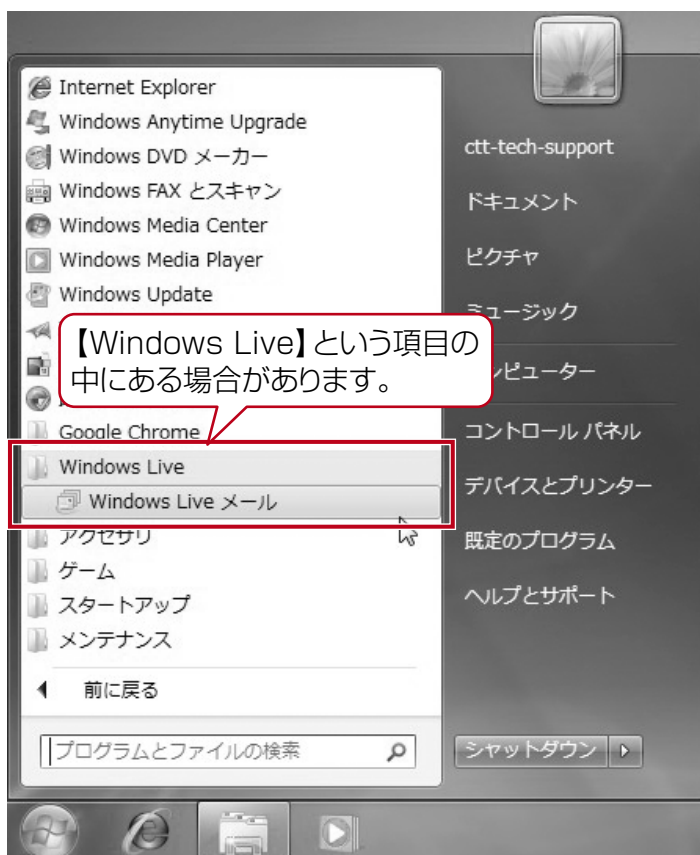 Internet Explorer
Windows Anytime Upgrade
Windows DVD メーカー
Windows FAX とスキャン
Windows Media Center
Windows Media Player
Windows Update
【Windows Live】という項目の
中にある場合があります。
Google Chrome
Windows Live
Windows Live メール
アクセサリ
ゲーム
スタートアップ
メンテナンス
前に戻る
プログラムとファイルの検索
ctt-tech-support
ドキュメント
ピクチャ
ミュージック
ピューター
コントロール パネル
デバイスとプリンター
既定のプログラム
ヘルプとサポート
シャットダウン